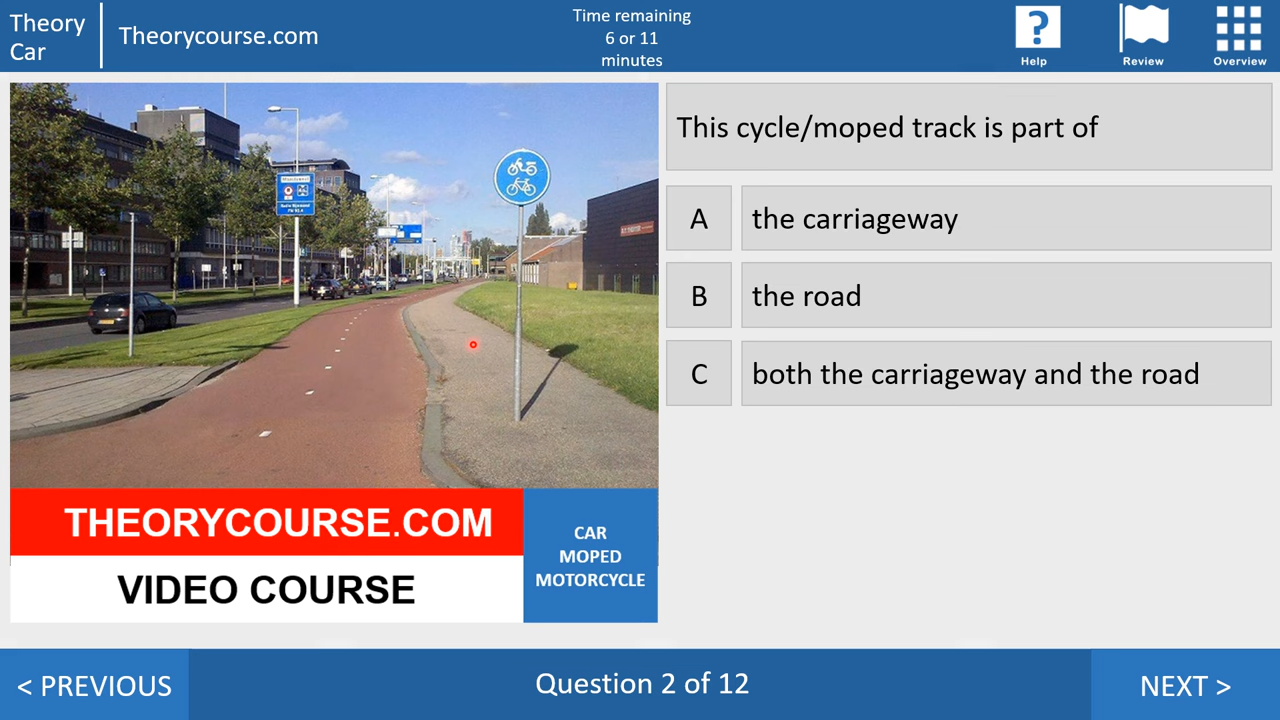 Theory
Car
Theorycourse.com
Time remaining
6 or 11
minutes
Help
Review
Overview
This cycle/moped track is part of
A
the carriageway
B
the road
C
both the carriageway and the road
THEORYCOURSE.COM
VIDEO COURSE
CAR
MOPED
MOTORCYCLE
< PREVIOUS
Question 2 of 12
NEXT >